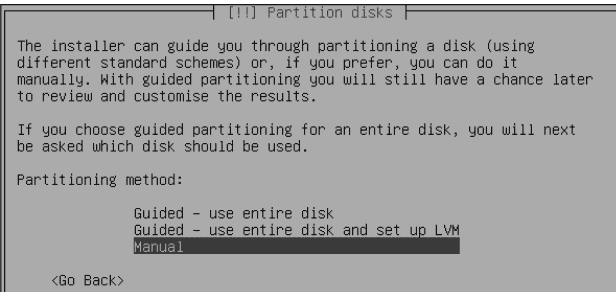 [!!] Partition disks
The installer can guide you through partitioning a disk (using
different standard schemes) or, if you prefer, you can do it
manually. With guided partitioning you will still have a chance later
to review and customise the results.
If you choose guided partitioning for an entire disk, you will next
be asked which disk should be used.
Partitioning method:
Guided - use entire disk
Guided - use entire disk and set up LVM
Manual
<Go Back>